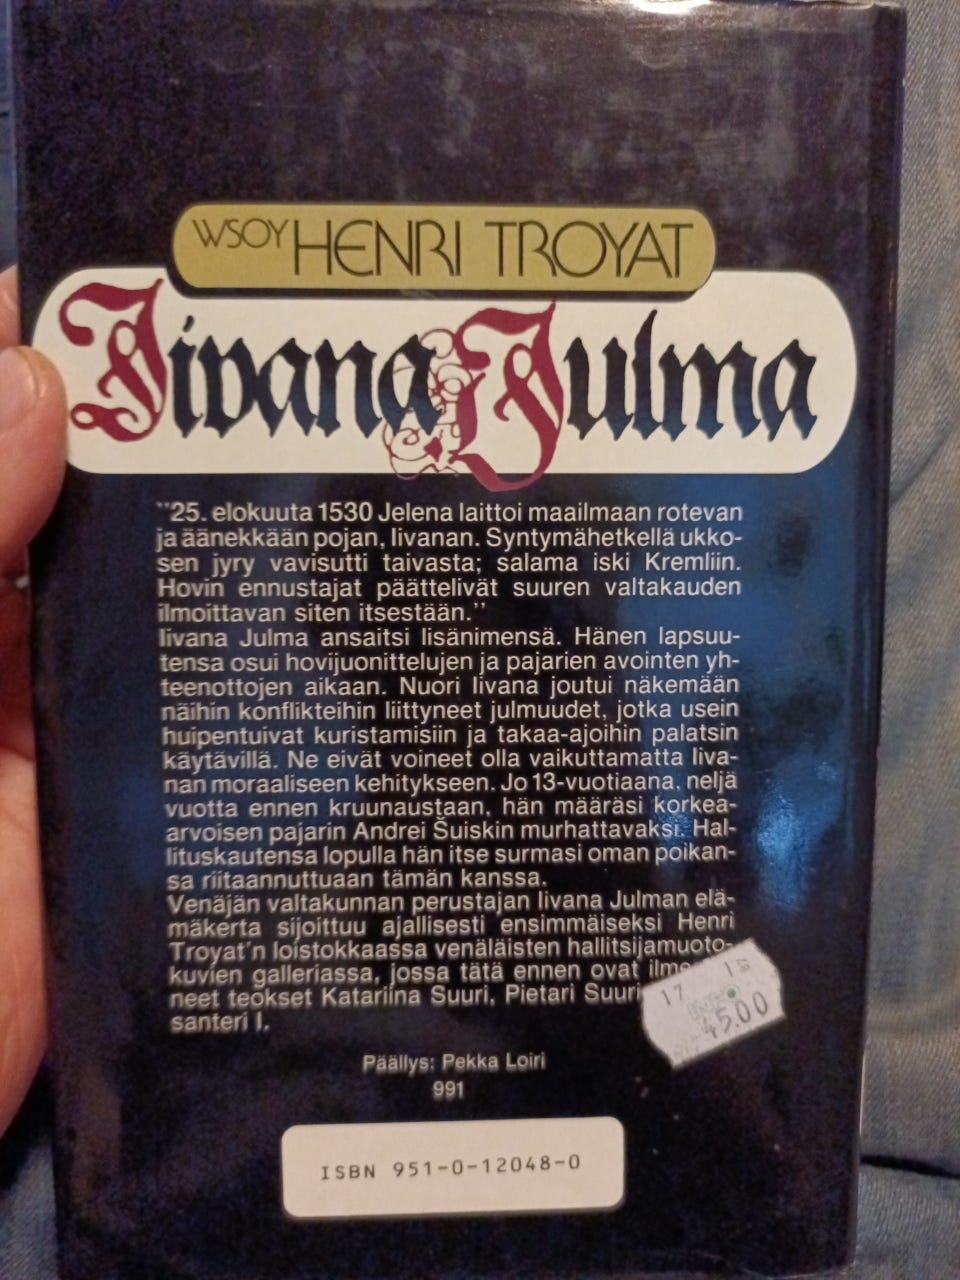 WSOY HENRI TROYAT
Iivana Julma
"25. elokuuta 1530 Jelena laittoi maailmaan rotevan
ja äänekkään pojan, Iivanan. Syntymähetkellä ukko-
sen jyry vavisutti taivasta; salama iski Kremliin.
Hovin ennustajat päättelivät suuren valtakauden
ilmoittavan siten itsestään."
Iivana Julma ansaitsi lisänimensä. Hänen lapsuu-
tensa osui hovijuonittelujen ja pajarien avointen yh-
teenottojen aikaan. Nuori Iivana joutui näkemään
näihin konflikteihin liittyneet julmuudet, jotka usein
huipentuivat kuristamisiin ja takaa-ajoihin palatsin
käytävillä. Ne eivät voineet olla vaikuttamatta Iiva-
nan moraaliseen kehitykseen. Jo 13-vuotiaana, neljä
vuotta ennen kruunaustaan, hän määräsi korkea-
arvoisen pajarin Andrei Šuiskin murhattavaksi. Hal-
lituskautensa lopulla hän itse surmasi oman poikan-
sa riitaannuttuaan tämän kanssa.
Venäjän valtakunnan perustajan Iivana Julman elä-
mäkerta sijoittuu ajallisesti ensimmäiseksi Henri
Troyat'n loistokkaassa venäläisten hallitsijamuoto-
kuvien galleriassa, jossa tätä ennen ovat
neet teokset Katariina Suuri, Pietari Suuri
santeri I.
17 15
45.00
Päällys: Pekka Loiri
991
ISBN 951-0-12048-0